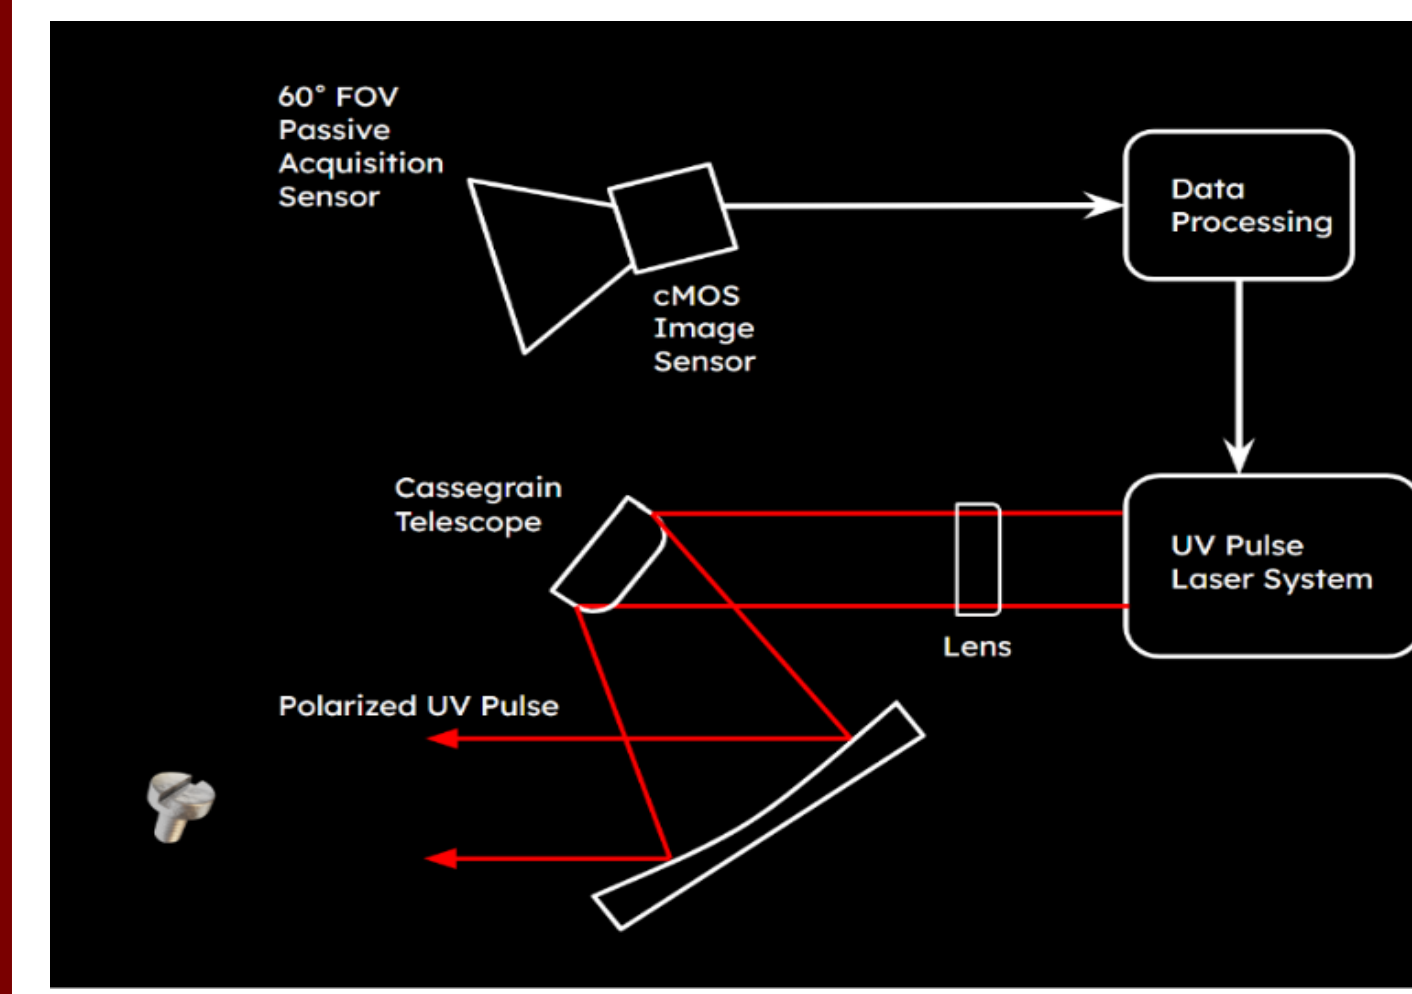 60° FOV
Passive
Acquisition
Sensor
Data
Processing
cMOS
Image
Sensor
Cassegrain
Telescope
UV Pulse
Laser System
Lens
Polarized UV Pulse